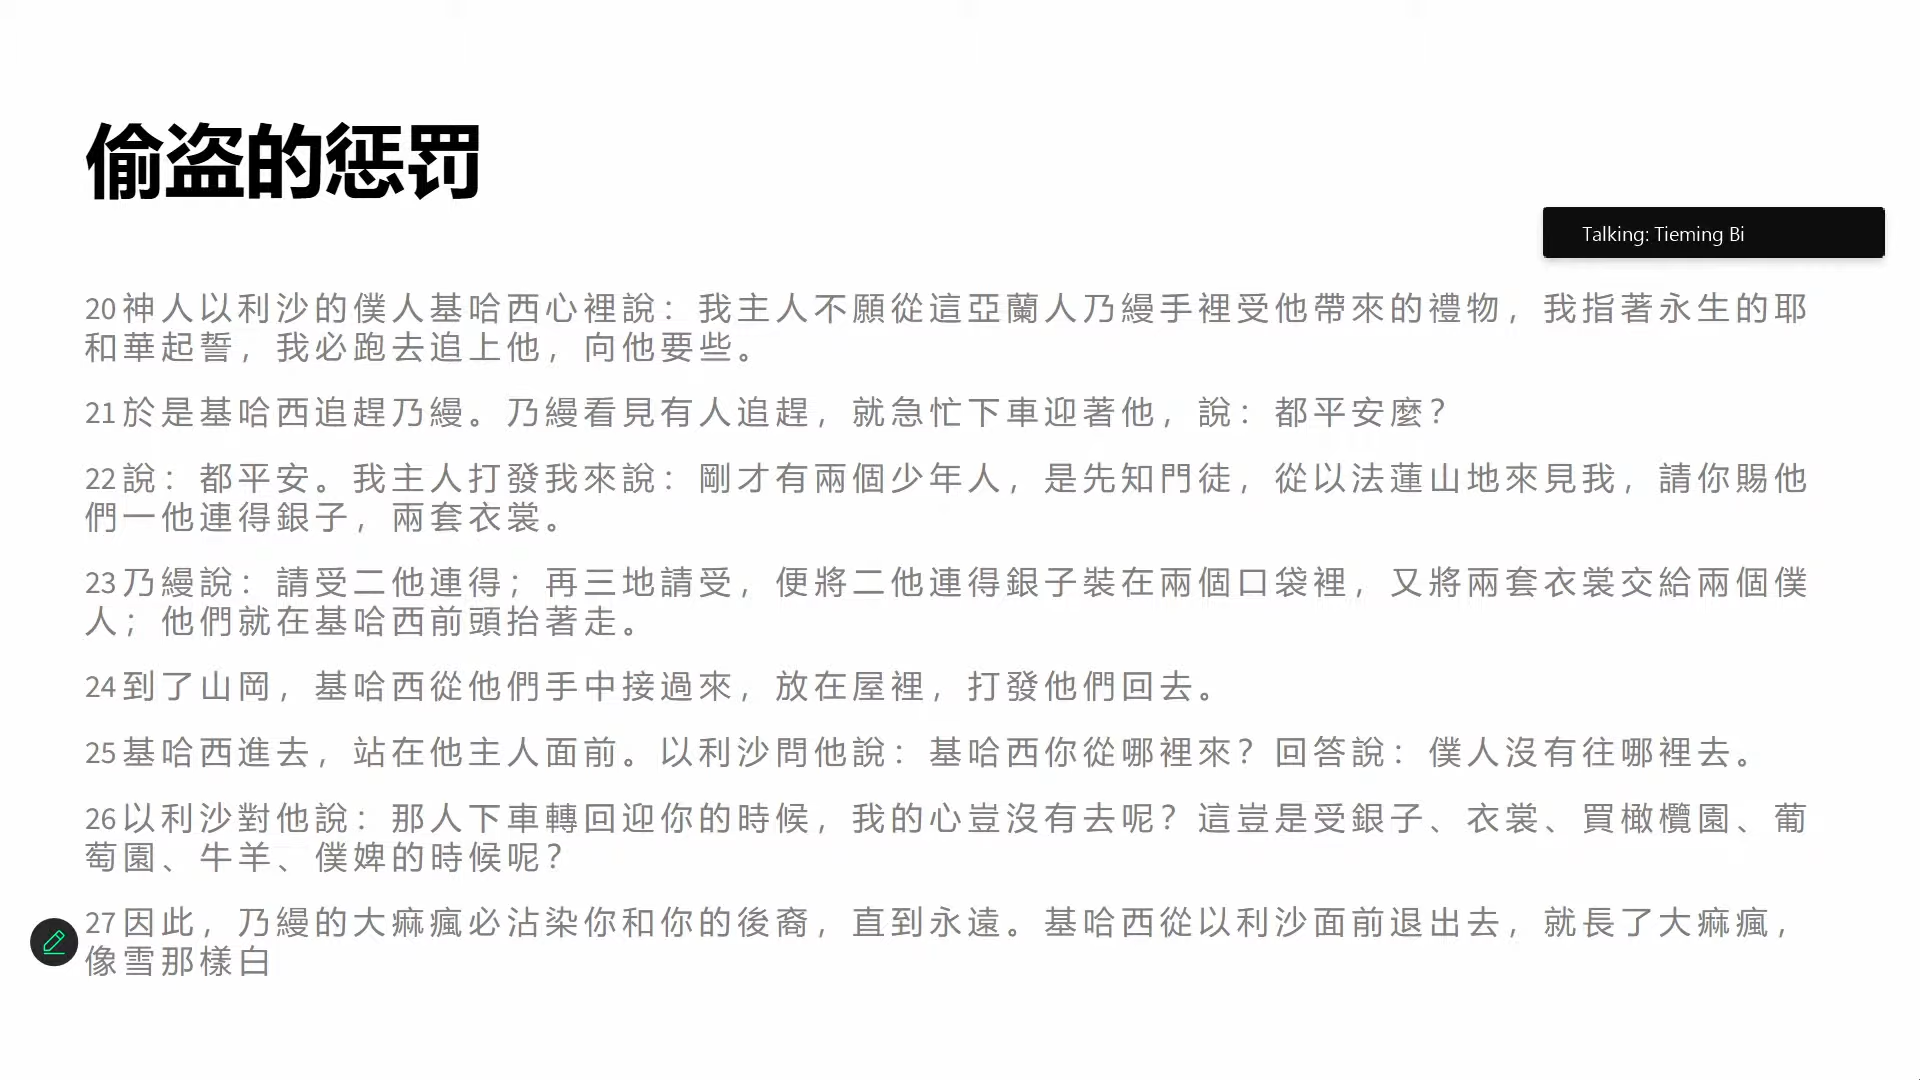 偷盗的惩罚
Talking: Tieming Bi
20神人以利沙的僕人基哈西心裡說：我主人不願從這亞蘭人乃縵手裡受他帶來的禮物，我指著永生的耶
和華起誓，我必跑去追上他，向他要些。
21於是基哈西追趕乃縵。乃縵看見有人追趕，就急忙下車迎著他，說：都平安麼？
22說：都平安。我主人打發我來說：剛才有兩個少年人，是先知門徒，從以法蓮山地來見我，請你賜他
們一他連得銀子，兩套衣裳。
23乃縵說：請受二他連得；再三地請受，便將二他連得銀子裝在兩個口袋裡，又將兩套衣裳交給兩個僕
人；他們就在基哈西前頭抬著走。
24到了山岡，基哈西從他們手中接過來，放在屋裡，打發他們回去。
25基哈西進去，站在他主人面前。以利沙問他說：基哈西你從哪裡來？回答說：僕人沒有往哪裡去。
26以利沙對他說：那人下車轉回迎你的時候，我的心豈沒有去呢？這豈是受銀子、衣裳、買橄欖園、葡
萄園、牛羊、僕婢的時候呢？
27因此，乃縵的大痲瘋必沾染你和你的後裔，直到永遠。基哈西從以利沙面前退出去，就長了大痲瘋，
像雪那樣白